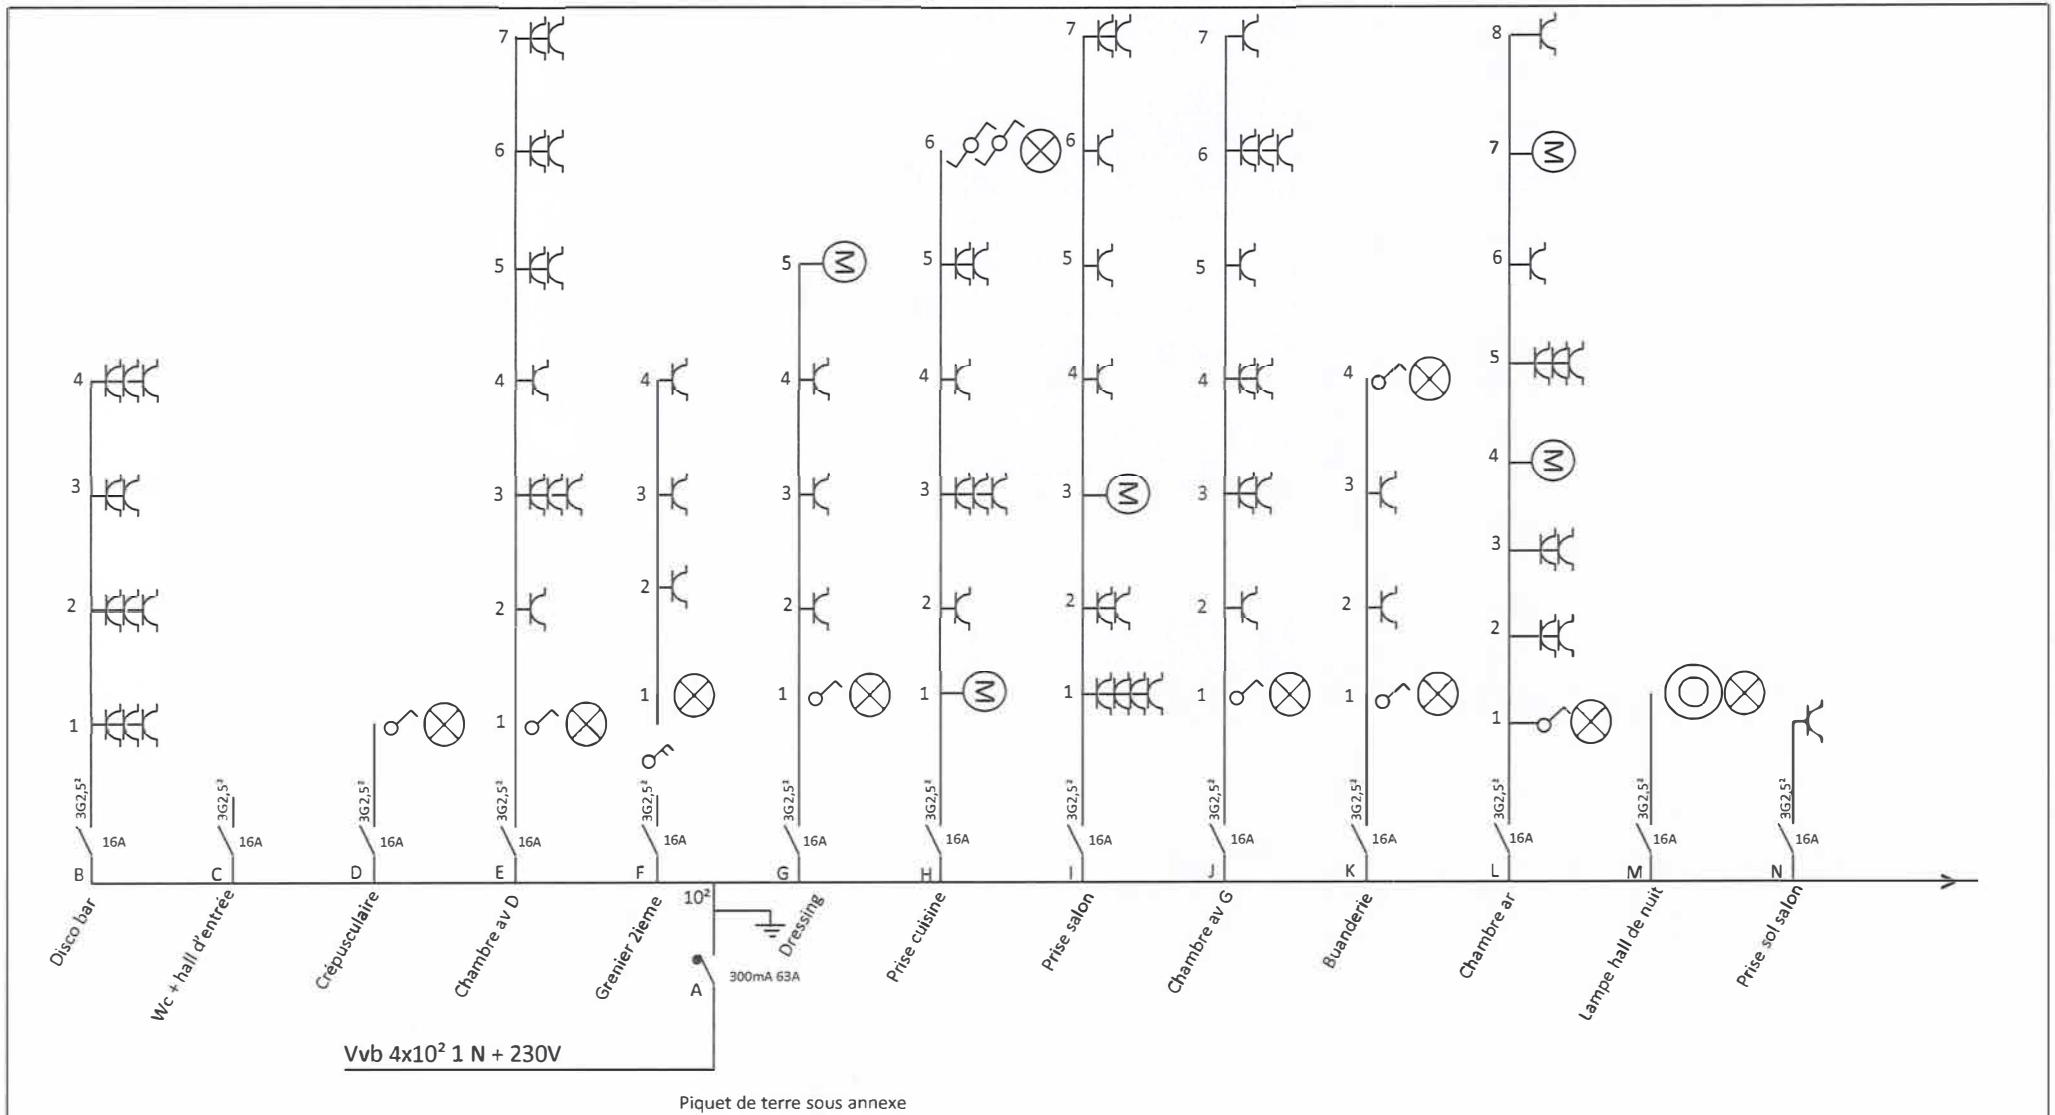 7
7
7
8
6
6
6
6
7
M
5
5
M
5
5
5
6
M
4
4
4
4
4
4
4
4
5
3
3
3
3
3
3
M
3
3
4
M
3
2
2
2
2
2
2
2
2
2
1
1
1
1
1
M
1
1
1
1
3G2,5²
3G2,5²
3G2,5²
3G2,5²
3G2,5²
3G2,5²
3G2,5²
3G2,5²
3G2,5²
3G2,5²
3G2,5²
3G2,5²
3G2,5²
16A
16A
16A
16A
16A
16A
16A
16A
16A
16A
16A
16A
16A
B
C
D
E
F
G
H
I
J
K
L
M
N
Disco bar
Wc + hall d'entrée
Crépusculaire
Chambre av D
Grenier 2ieme
Dressing
Prise cuisine
Prise salon
Chambre av G
Buanderie
Chambre ar
Lampe hall de nuit
Prise sol salon
10²
A
300mA 63A
Vvb 4x10² 1 N + 230V
Piquet de terre sous annexe